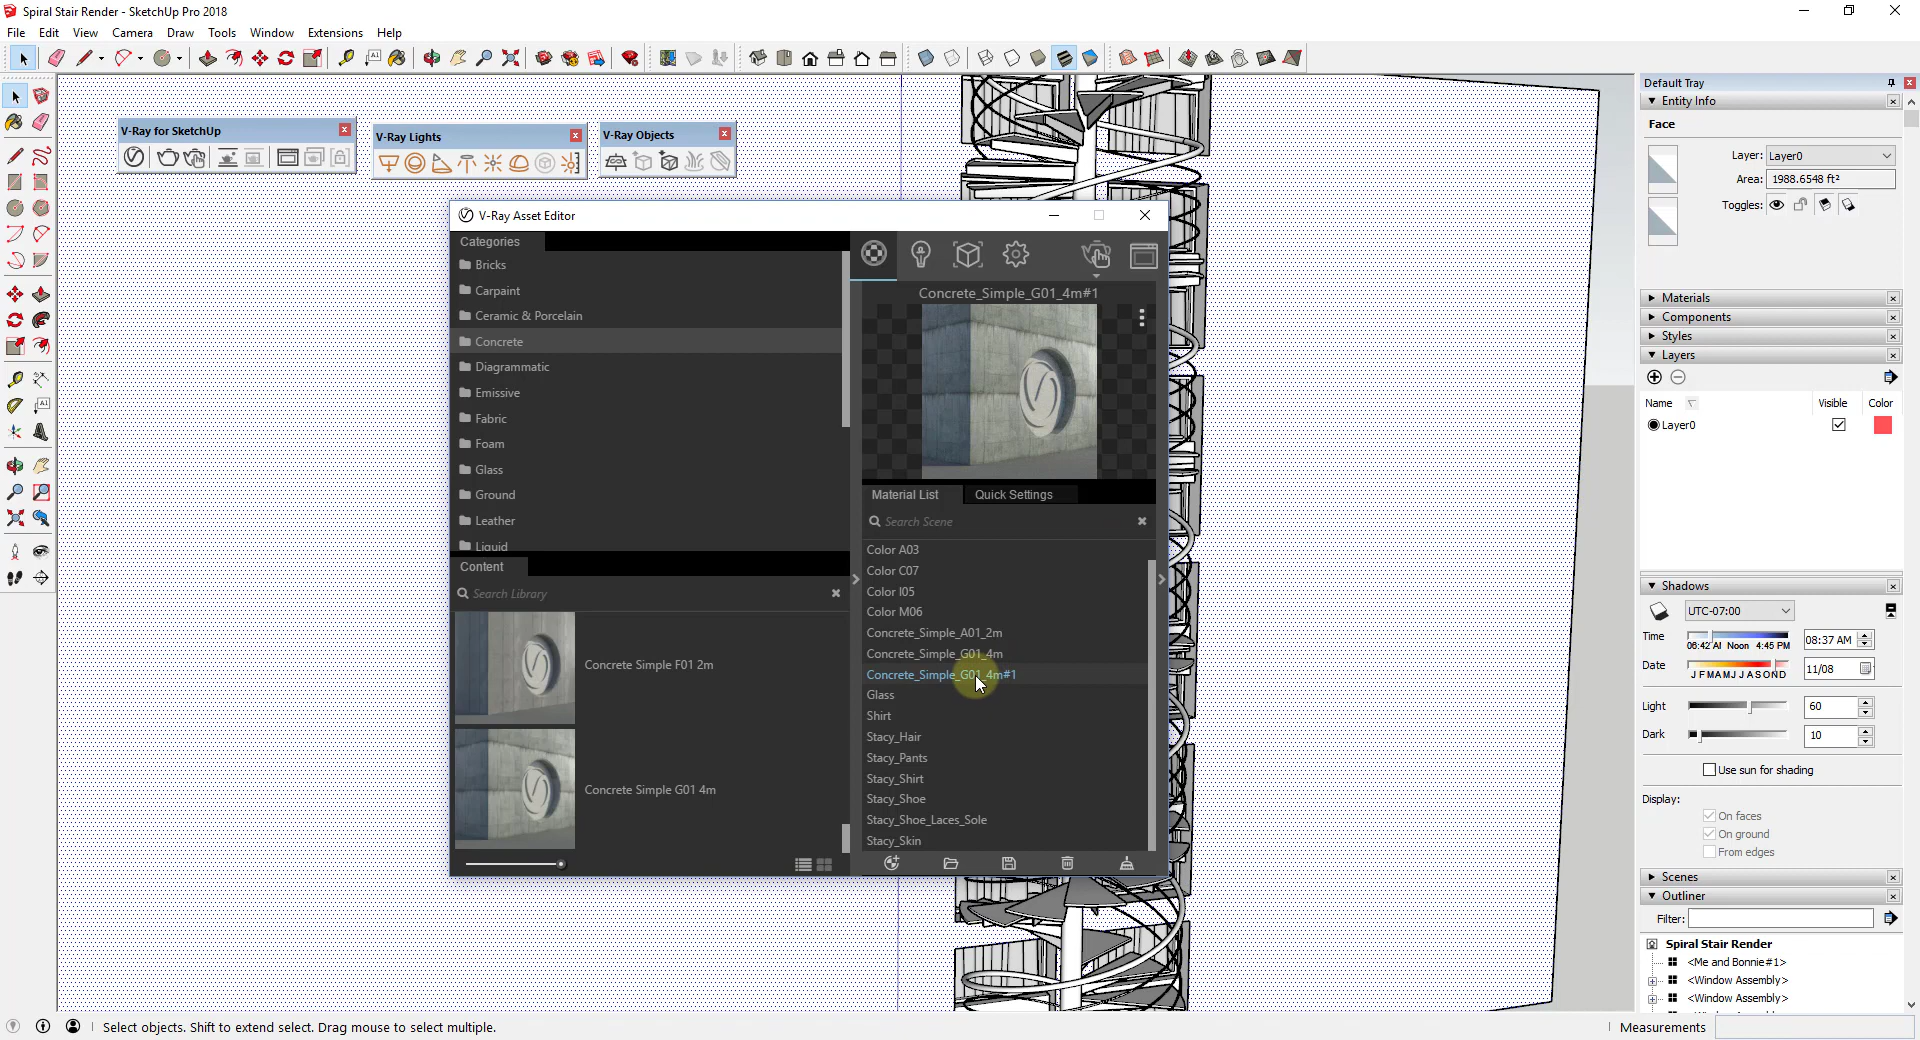 Spiral Stair Render - SketchUp Pro 2018
File Edit View Camera Draw Tools Window Extensions Help
V-Ray for SketchUp
V-Ray Lights
V-Ray Objects
V-Ray Asset Editor
Categories
Bricks
Carpaint
Ceramic & Porcelain
Concrete
Diagrammatic
Emissive
Fabric
Foam
Glass
Ground
Leather
Liquid
Content
Search Library
Concrete Simple F01 2m
Concrete Simple G01 4m
Concrete_Simple_G01_4m#1
Material List
Quick Settings
Search Scene
Color A03
Color C07
Color I05
Color M06
Concrete_Simple_A01_2m
Concrete_Simple_G01_4m
Concrete_Simple_G01_4m#1
Glass
Shirt
Stacy_Hair
Stacy_Pants
Stacy_Shirt
Stacy_Shoe
Stacy_Shoe_Laces_Sole
Stacy_Skin
Default Tray
Entity Info
Face
Layer: Layer0
Area: 1988.6548 ft²
Toggles:
Materials
Components
Styles
Layers
Name Visible Color
Layer0
Shadows
UTC-07:00
Time 06:42 AM Noon 4:45 PM 08:37 AM
Date J F M A M J J A S O N D 11/08
Light 60
Dark 10
Use sun for shading
Display:
On faces
On ground
From edges
Scenes
Outliner
Filter:
Spiral Stair Render
<Me and Bonnie#1>
<Window Assembly>
<Window Assembly>
Select objects. Shift to extend select. Drag mouse to select multiple.
Measurements